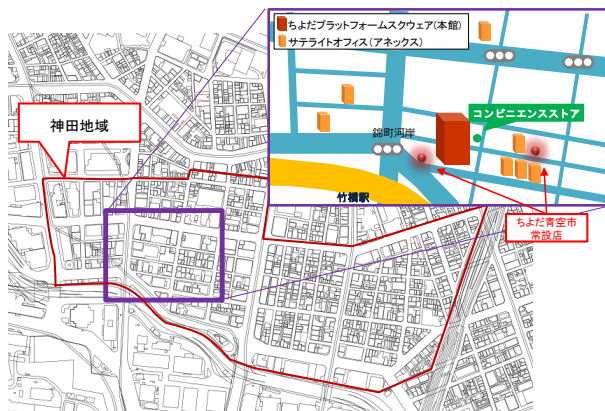 ちよだプラットフォームスクウェア(本館)
サテライトオフィス(アネックス)
神田地域
コンビニエンスストア
錦町河岸
竹橋駅
ちよだ青空市
常設店